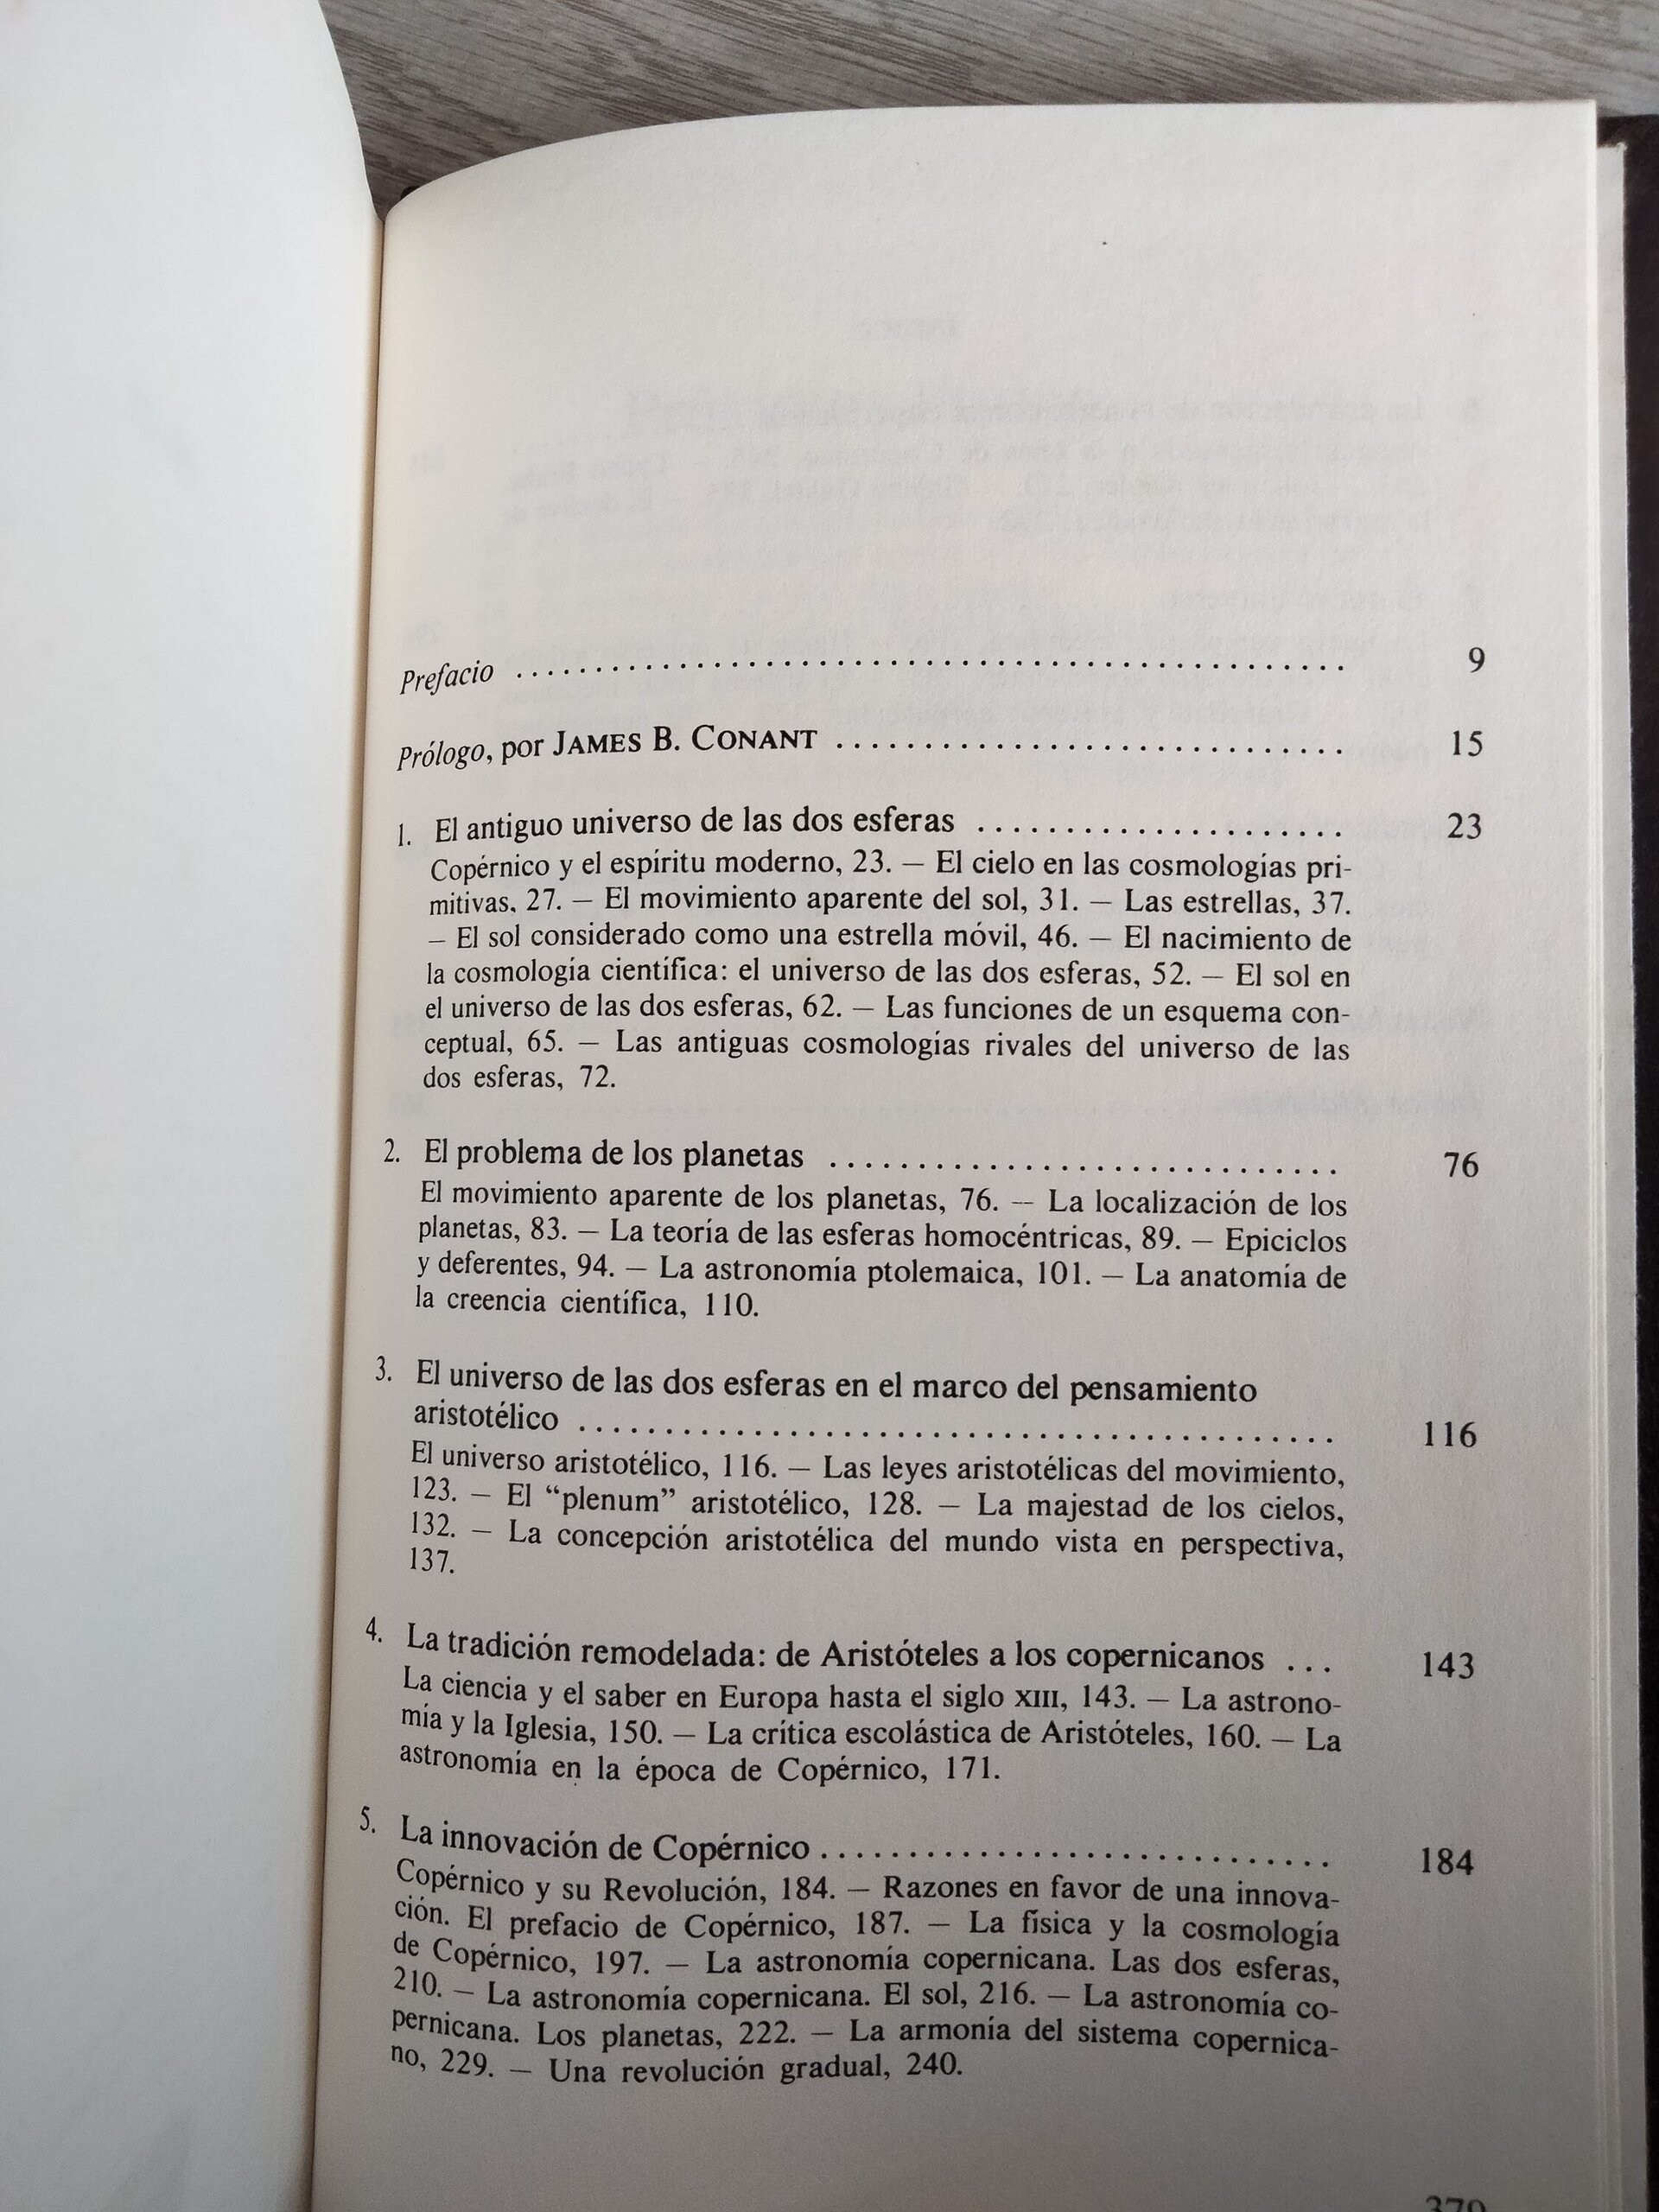 Prefacio .................................................. 9
Prólogo, por JAMES B. CONANT ............................. 15
1. El antiguo universo de las dos esferas ..................... 23
Copérnico y el espíritu moderno, 23. — El cielo en las cosmologías pri-
mitivas, 27. — El movimiento aparente del sol, 31. — Las estrellas, 37.
— El sol considerado como una estrella móvil, 46. — El nacimiento de
la cosmología científica: el universo de las dos esferas, 52. — El sol en
el universo de las dos esferas, 62. — Las funciones de un esquema con-
ceptual, 65. — Las antiguas cosmologías rivales del universo de las
dos esferas, 72.
2. El problema de los planetas ............................. 76
El movimiento aparente de los planetas, 76. — La localización de los
planetas, 83. — La teoría de las esferas homocéntricas, 89. — Epiciclos
y deferentes, 94. — La astronomía ptolemaica, 101. — La anatomía de
la creencia científica, 110.
3. El universo de las dos esferas en el marco del pensamiento
aristotélico ............................................. 116
El universo aristotélico, 116. — Las leyes aristotélicas del movimiento,
123. — El “plenum” aristotélico, 128. — La majestad de los cielos,
132. — La concepción aristotélica del mundo vista en perspectiva,
137.
4. La tradición remodelada: de Aristóteles a los copernicanos ... 143
La ciencia y el saber en Europa hasta el siglo XIII, 143. — La astrono-
mía y la Iglesia, 150. — La crítica escolástica de Aristóteles, 160. — La
astronomía en la época de Copérnico, 171.
5. La innovación de Copérnico ............................. 184
Copérnico y su Revolución, 184. — Razones en favor de una innova-
ción. El prefacio de Copérnico, 187. — La física y la cosmología
de Copérnico, 197. — La astronomía copernicana. Las dos esferas,
210. — La astronomía copernicana. El sol, 216. — La astronomía co-
pernicana. Los planetas, 222. — La armonía del sistema copernica-
no, 229. — Una revolución gradual, 240.
379